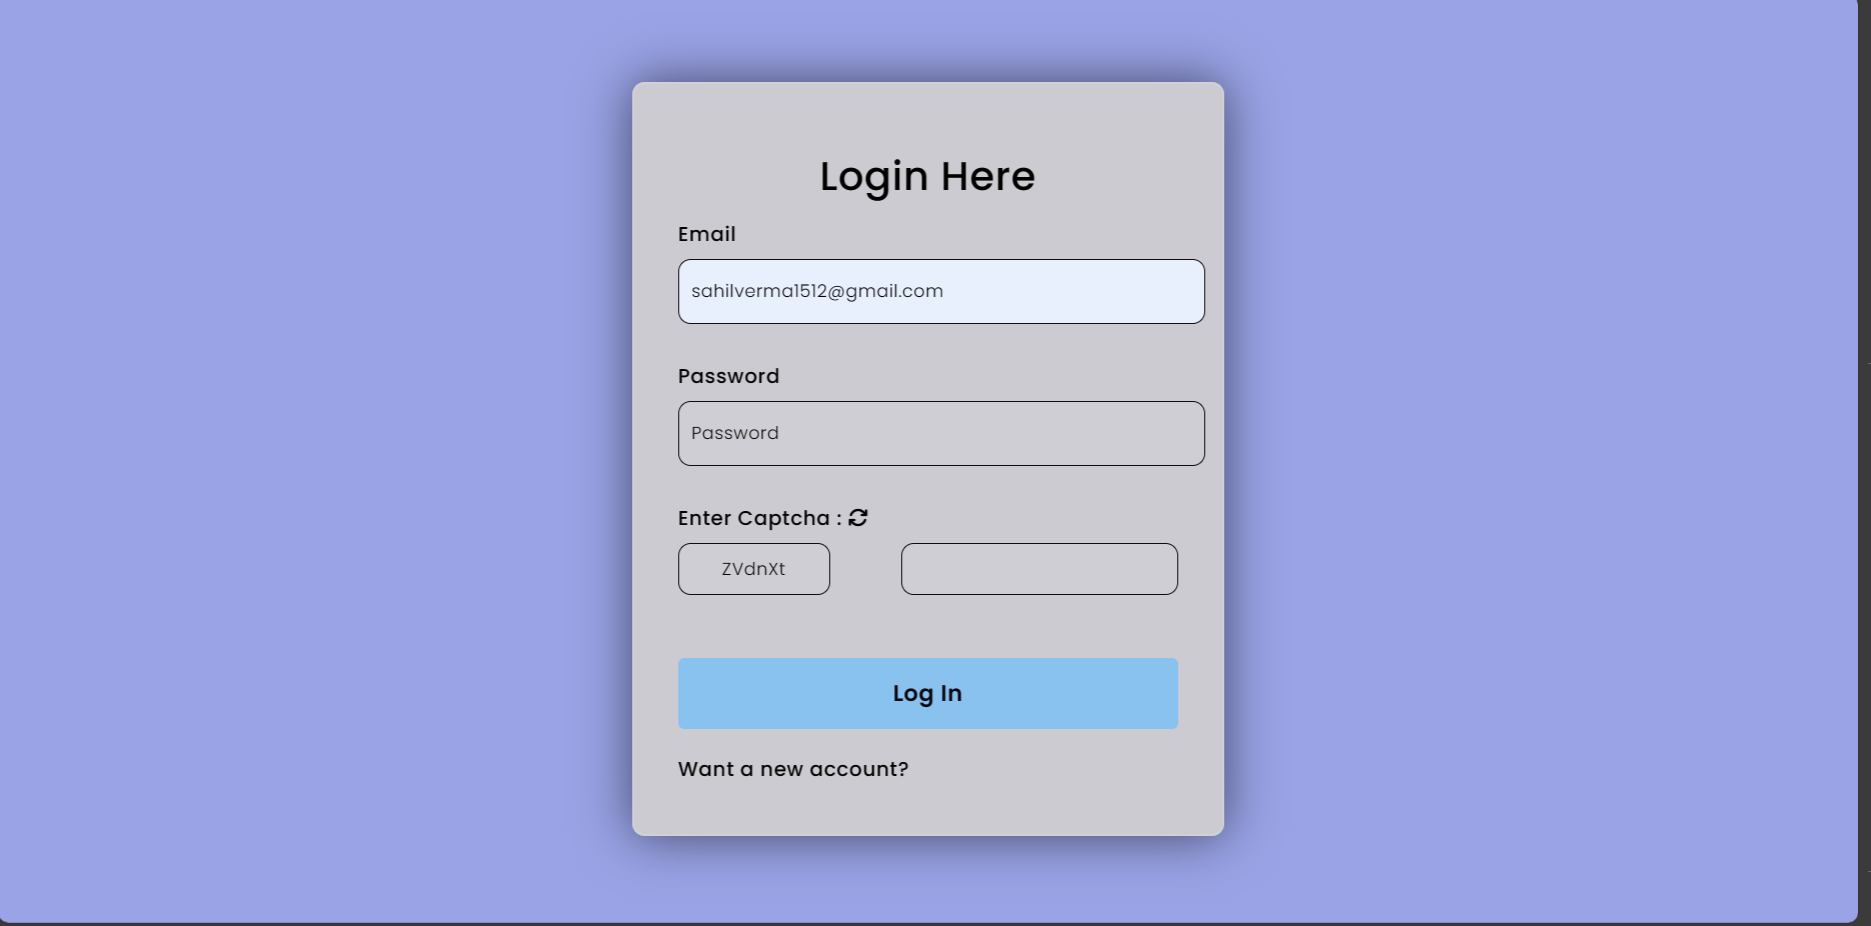 Login Here
Email
sahilverma1512@gmail.com
Password
Password
Enter Captcha :
ZVdnXt
Log In
Want a new account?